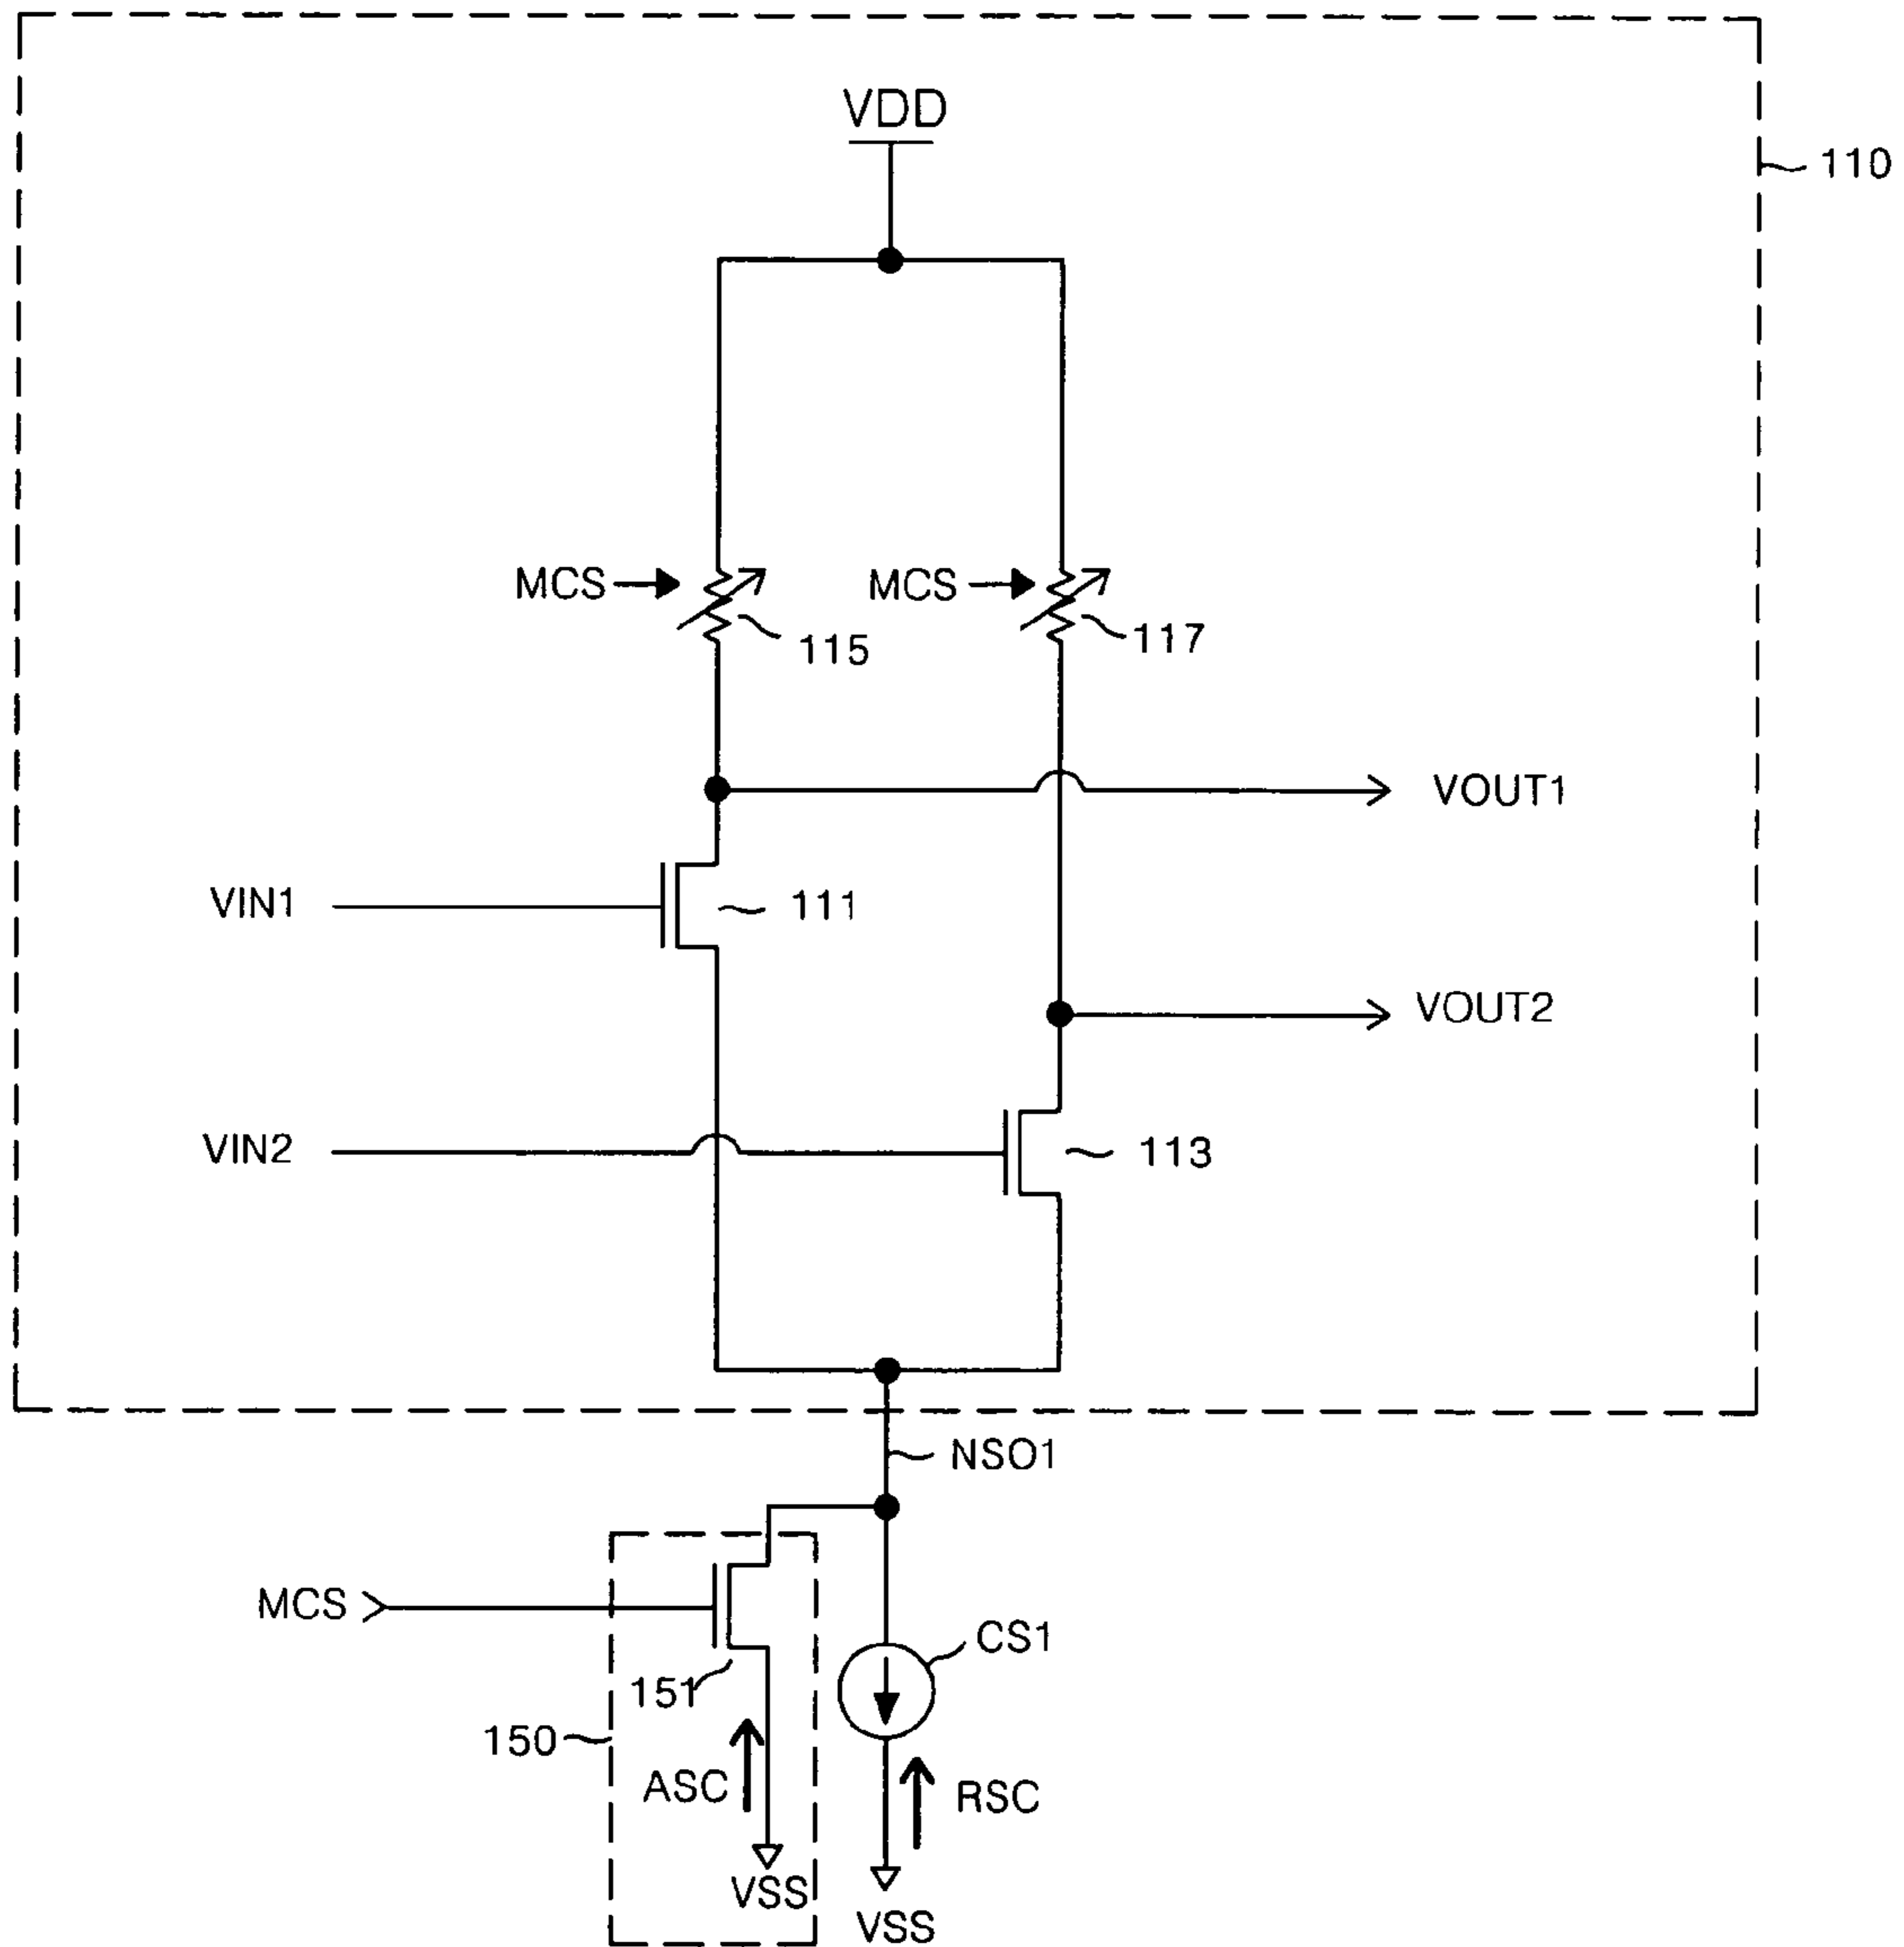 VDD
110
MCS
MCS
115
117
VOUT1
VIN1
111
VOUT2
VIN2
113
NSO1
MCS
CS1
151
150
ASC
RSC
VSS
VSS